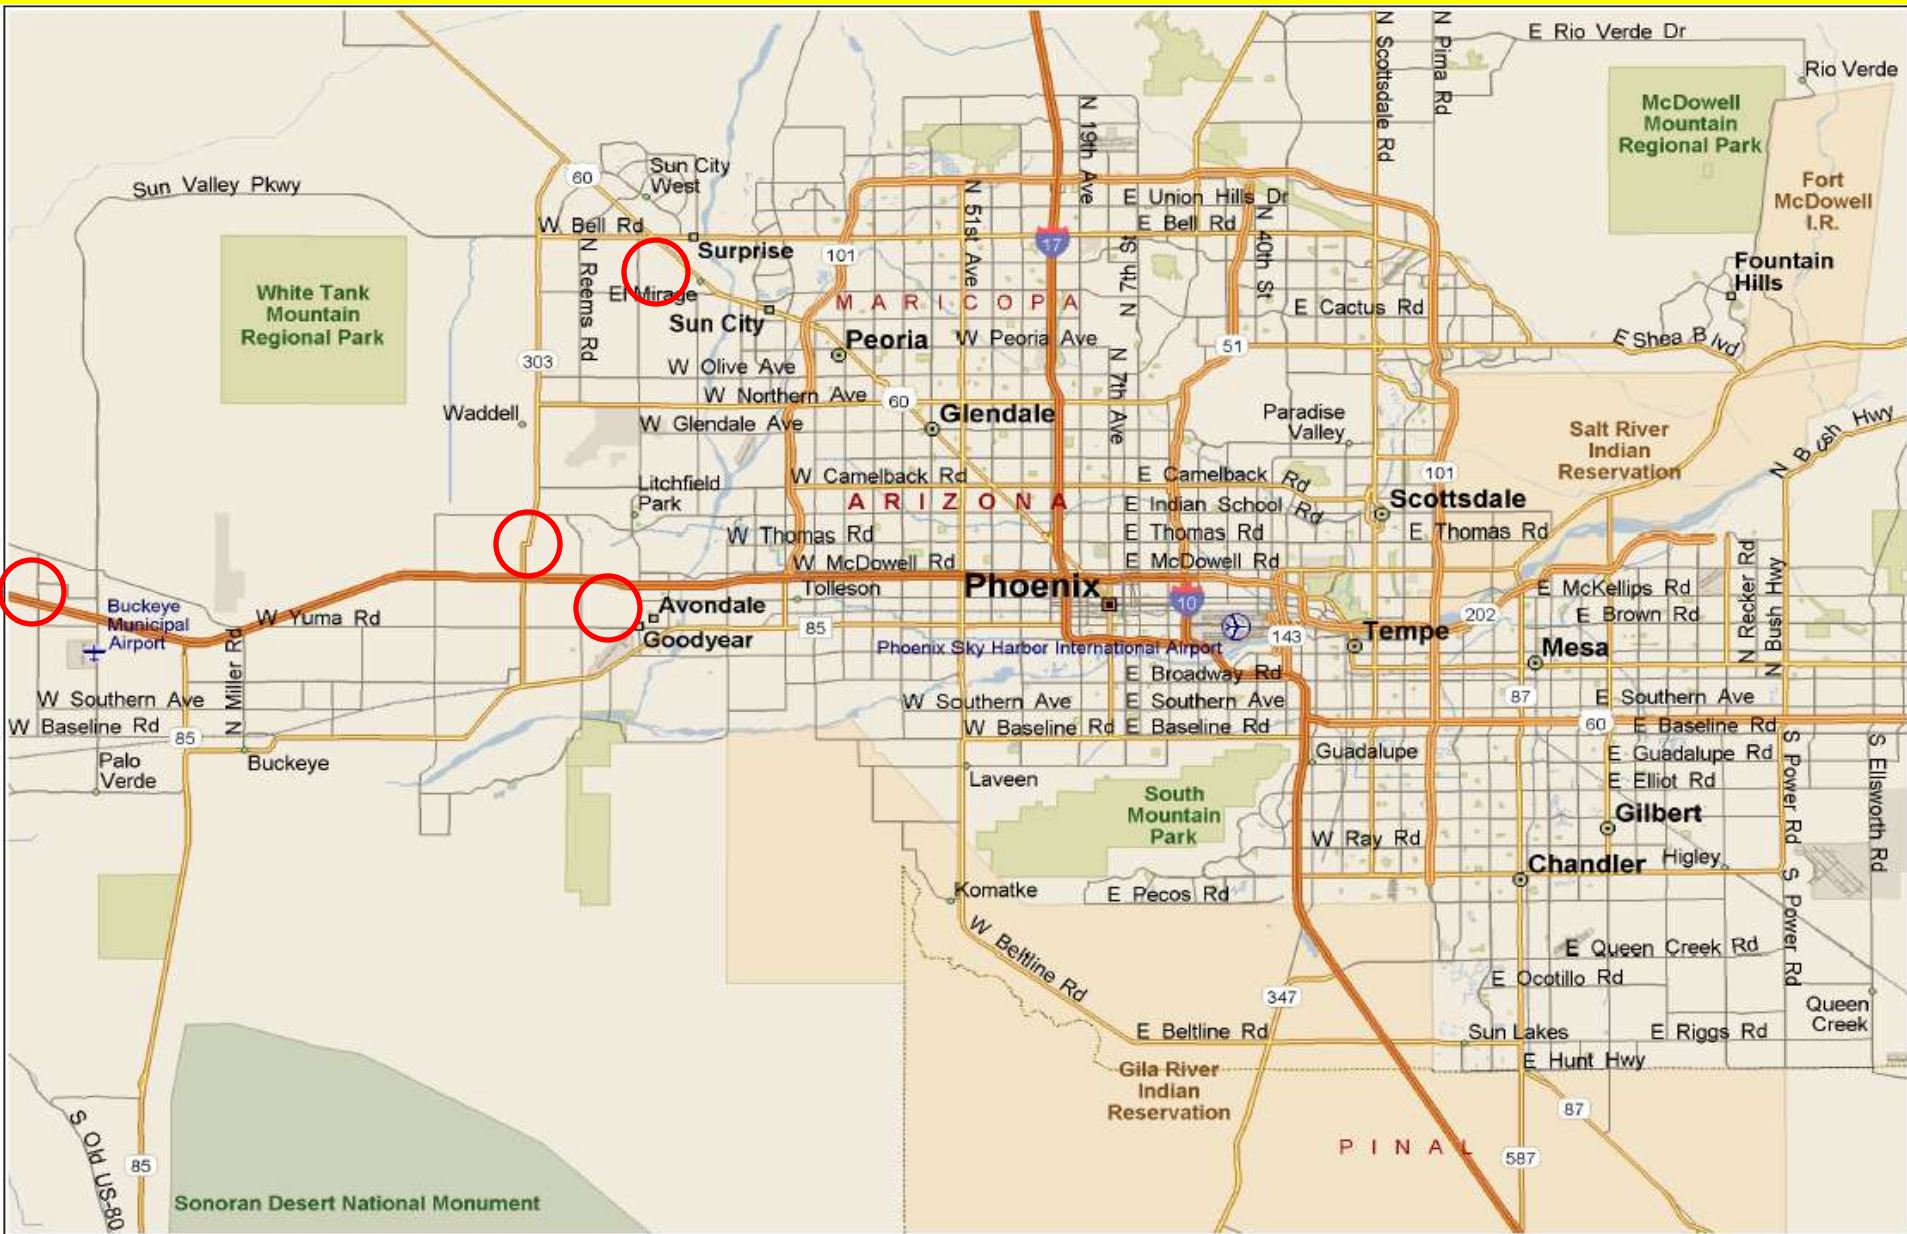 E Rio Verde Dr
Rio Verde
N Scottsdale Rd
N Pima Rd
McDowell
Mountain
Regional Park
N 19th Ave
Sun City
West
60
Sun Valley Pkwy
Fort
McDowell
I.R.
N 51st Ave
E Union Hills Dr
E Bell Rd
N 40th St
W Bell Rd
N Reems Rd
Surprise
101
17
N 7th St
Fountain
Hills
White Tank
Mountain
Regional Park
El Mirage
MARICOPA
E Cactus Rd
Sun City
Peoria
W Peoria Ave
E Shea Blvd
51
303
W Olive Ave
N 7th Ave
W Northern Ave
60
Waddell
W Glendale Ave
Glendale
Paradise
Valley
Salt River
Indian
Reservation
N Bush Hwy
101
W Camelback Rd
E Camelback Rd
Litchfield
Park
ARIZONA
E Indian School Rd
Scottsdale
W Thomas Rd
E Thomas Rd
E Thomas Rd
W McDowell Rd
E McDowell Rd
N Recker Rd
N Bush Hwy
Tolleson
Phoenix
10
E McKellips Rd
Buckeye
Municipal
Airport
W Yuma Rd
Avondale
Goodyear
85
202
E Brown Rd
143
Tempe
Phoenix Sky Harbor International Airport
Mesa
N Miller Rd
E Broadway Rd
W Southern Ave
W Southern Ave
E Southern Ave
87
E Southern Ave
W Baseline Rd
W Baseline Rd
E Baseline Rd
60
E Baseline Rd
85
Palo
Verde
Buckeye
Guadalupe
E Guadalupe Rd
Laveen
E Elliot Rd
S Power Rd
S Ellsworth Rd
South
Mountain
Park
Gilbert
W Ray Rd
Chandler
Higley
Komatke
E Pecos Rd
S Power Rd
W Beltline Rd
E Queen Creek Rd
E Ocotillo Rd
347
Queen
Creek
E Beltline Rd
Sun Lakes
E Riggs Rd
E Hunt Hwy
Gila River
Indian
Reservation
87
S Old US-80
85
PINAL
587
Sonoran Desert National Monument